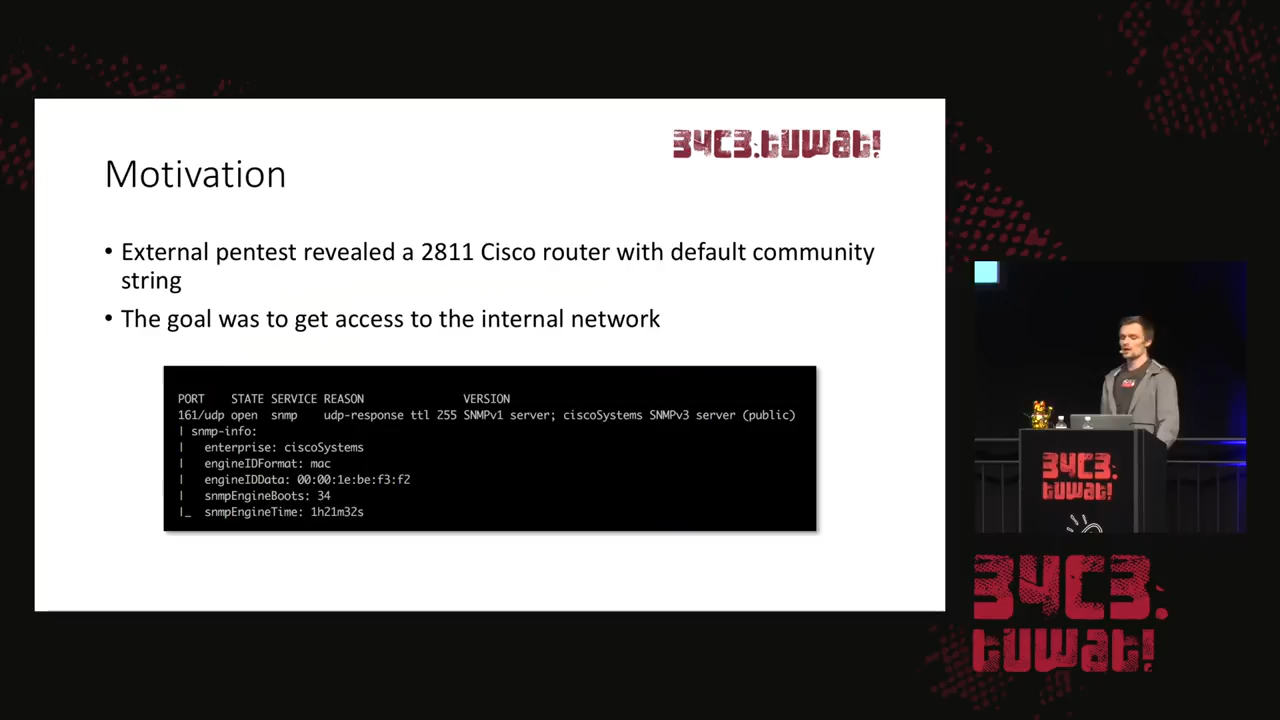 34C3.tUWat!
Motivation
• External pentest revealed a 2811 Cisco router with default community
string
• The goal was to get access to the internal network
PORT STATE SERVICE REASON VERSION
161/udp open snmp udp-response ttl 255 SNMPv1 server; ciscoSystems SNMPv3 server (public)
| snmp-info:
| enterprise: ciscoSystems
| engineIDFormat: mac
| engineIDData: 00:00:1e:be:f3:f2
| snmpEngineBoots: 34
|_ snmpEngineTime: 1h21m32s
34C3.
tUWat!
34C3.
tUWat!